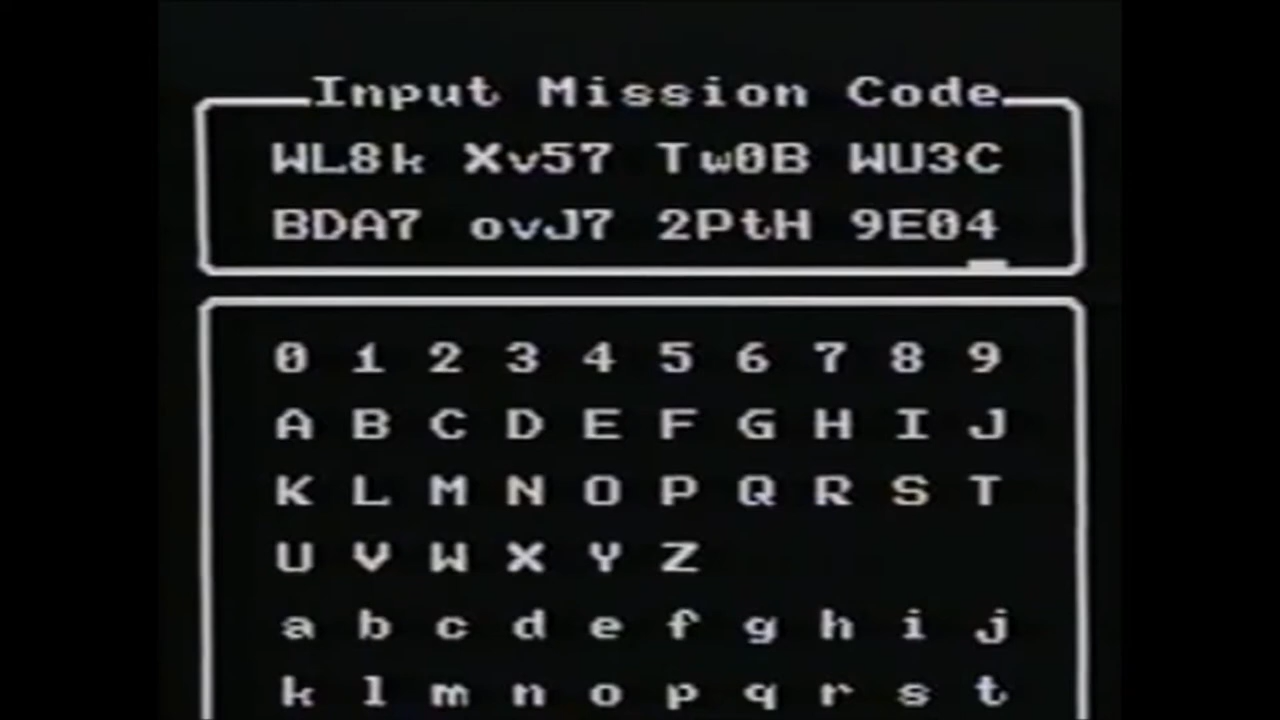 Input Mission Code
WL8k Xv57 Tw0B WU3C
BDA7 ovJ7 2PtH 9E04
0 1 2 3 4 5 6 7 8 9
A B C D E F G H I J
K L M N O P Q R S T
U V W X Y Z
a b c d e f g h i j
k l m n o p q r s t